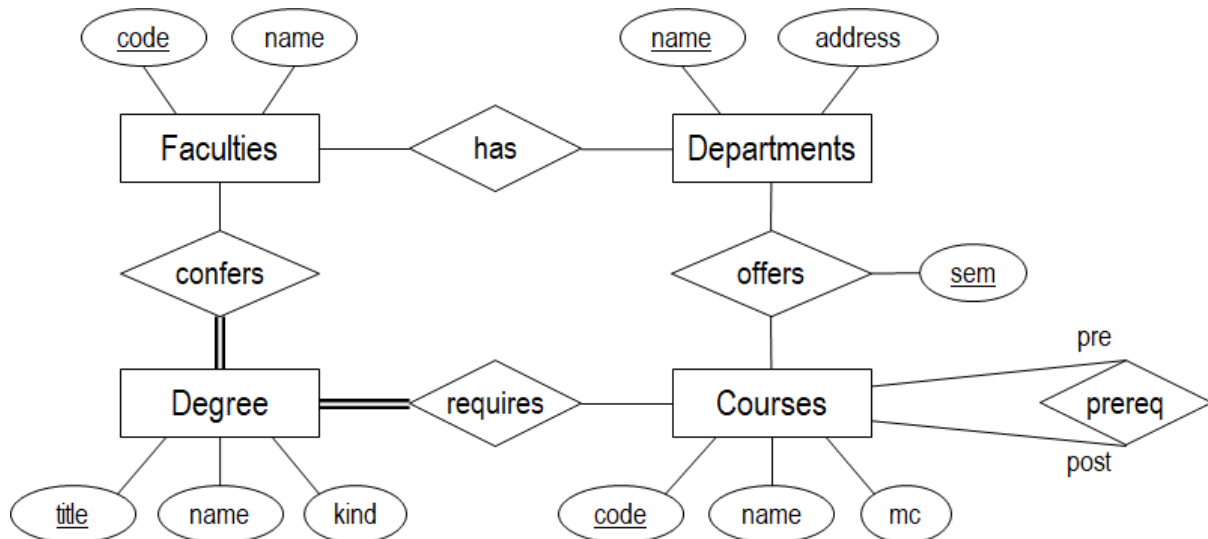 code
name
name
address
Faculties
has
Departments
confers
offers
sem
pre
Degree
requires
Courses
prereq
post
title
name
kind
code
name
mc